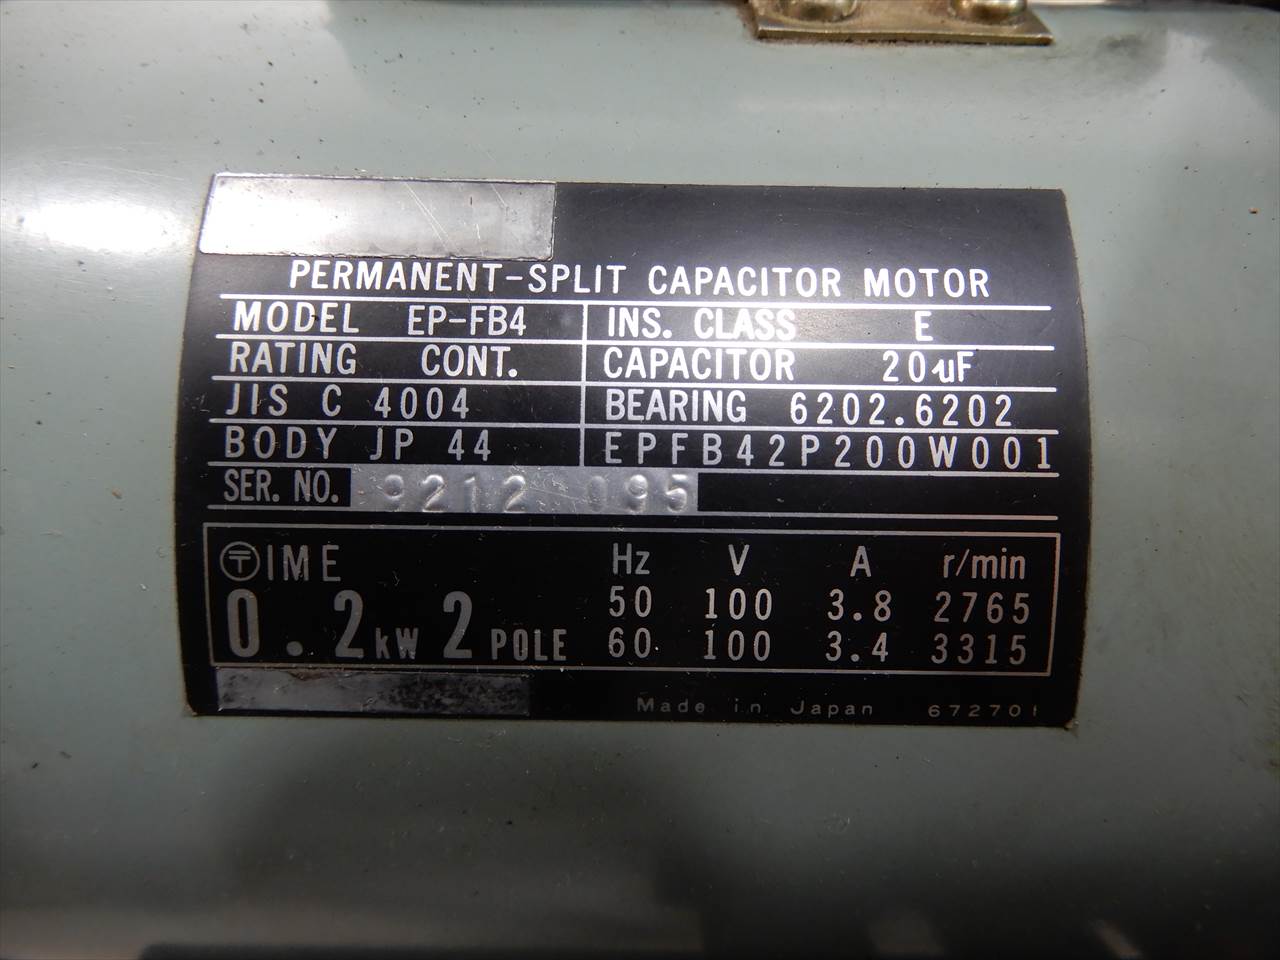 PERMANENT-SPLIT CAPACITOR MOTOR
MODEL EP-FB4 INS. CLASS E
RATING CONT. CAPACITOR 20μF
JIS C 4004 BEARING 6202.6202
BODY JP 44 EPFB42P200W001
SER. NO. 9212 095
〶IME Hz V A r/min
50 100 3.8 2765
0.2kW 2 POLE 60 100 3.4 3315
Made in Japan 672701